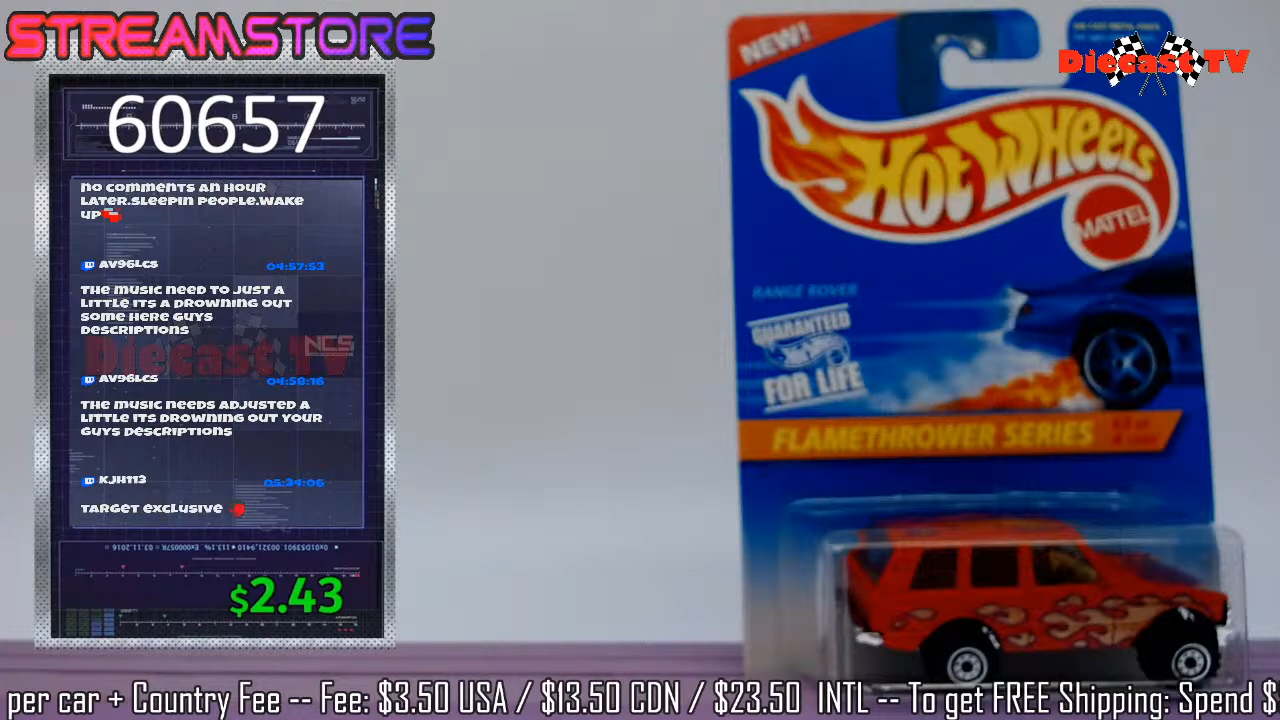 STREAMSTORE
60657
NO COMMENTS AN HOUR
LATER.SLEEPIN PEOPLE.WAKE
UP
AV96LCS 04:57:53
THE MUSIC NEED TO JUST A
LITTLE ITS A DROWNING OUT
SOME HERE GUYS
DESCRIPTIONS
Diecast TV
NCS
AV96LCS 04:58:16
THE MUSIC NEEDS ADJUSTED A
LITTLE ITS DROWNING OUT YOUR
GUYS DESCRIPTIONS
KJH113 05:34:06
TARGET EXCLUSIVE
$2.43
NEW!
Diecast TV
HOT WHEELS
MATTEL
RANGE ROVER
GUARANTEED
FOR LIFE
FLAMETHROWER SERIES
per car + Country Fee -- Fee: $3.50 USA / $13.50 CDN / $23.50 INTL -- To get FREE Shipping: Spend $